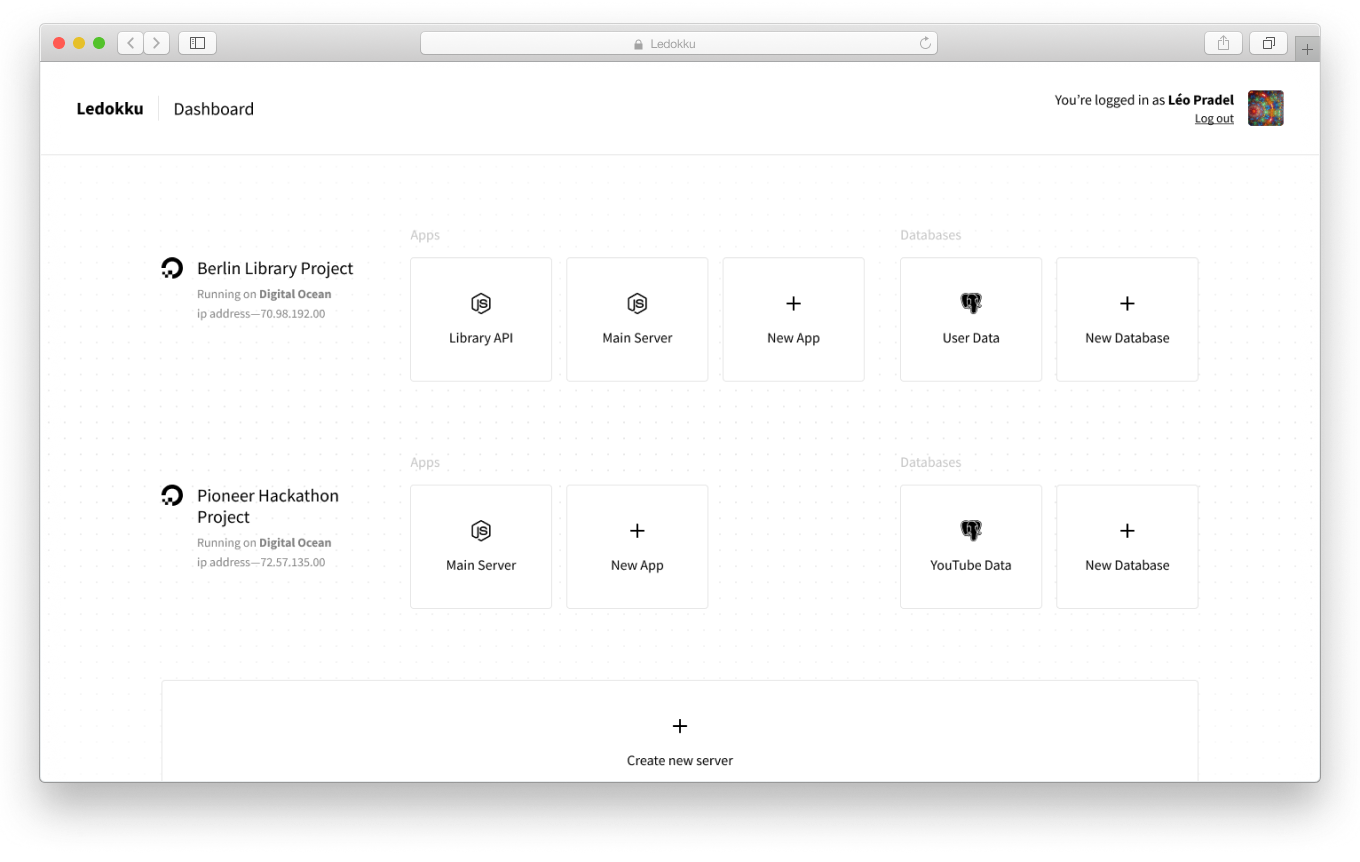 Ledokku
Ledokku
Dashboard
You’re logged in as Léo Pradel
Log out
Apps
Databases
Berlin Library Project
Running on Digital Ocean
ip address—70.98.192.00
JS
Library API
JS
Main Server
New App
User Data
New Database
Apps
Databases
Pioneer Hackathon
Project
Running on Digital Ocean
ip address—72.57.135.00
JS
Main Server
New App
YouTube Data
New Database
Create new server